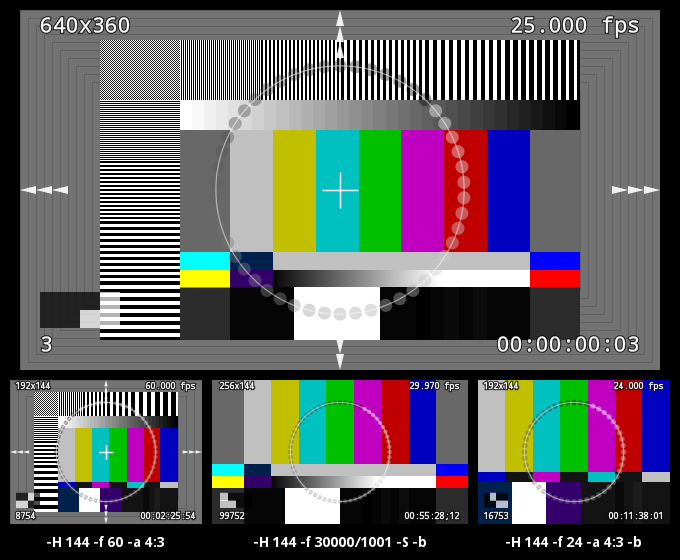 640x360 25.000 fps
3 00:00:00:03
192x144 60.000 fps
8754 00:02:25:54
256x144 29.970 fps
99752 00:55:28;12
192x144 24.000 fps
16753 00:11:38:01
-H 144 -f 60 -a 4:3
-H 144 -f 30000/1001 -S -b
-H 144 -f 24 -a 4:3 -b